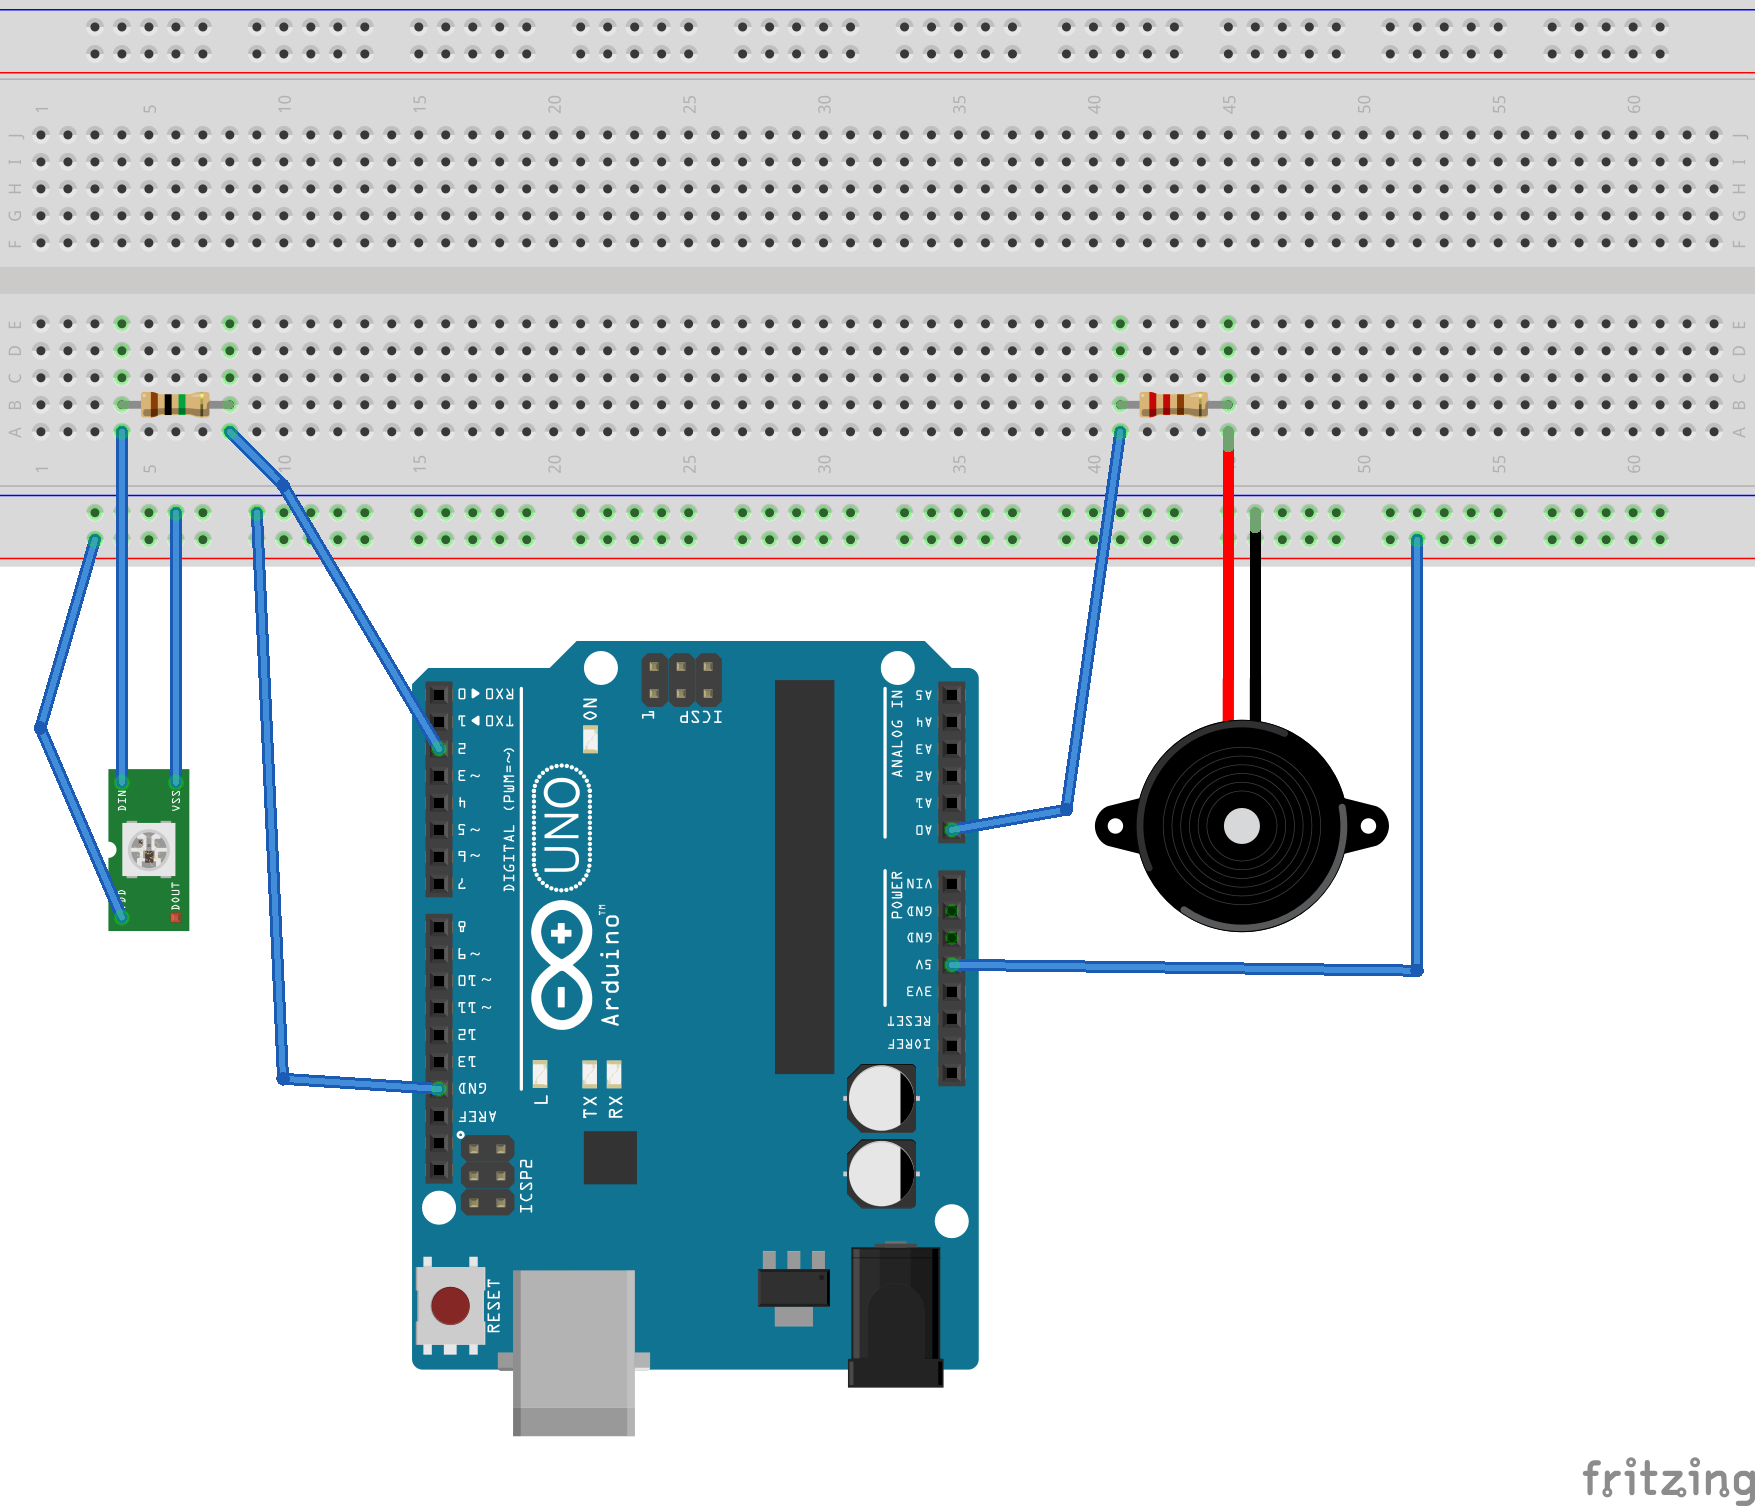 1 5 10 15 20 25 30 35 40 45 50 55 60
J J
I I
H H
G G
F F
E E
D D
C C
B B
A A
1 5 10 15 20 25 30 35 40 50 55 60
DIN VSS
DOUT
RX0 ▶ 0
TX0 ◀ 1
2
~ 3
4
~ 5
~ 6
7
8
~ 9
~ 10
~ 11
12
13
GND
AREF
DIGITAL (PWM=~)
ON
1 ICSP
UNO
Arduino™
ANALOG IN
A5
A4
A3
A2
A1
A0
POWER
VIN
GND
GND
5V
3V3
RESET
IOREF
L
TX
RX
ICSP2
RESET
fritzing